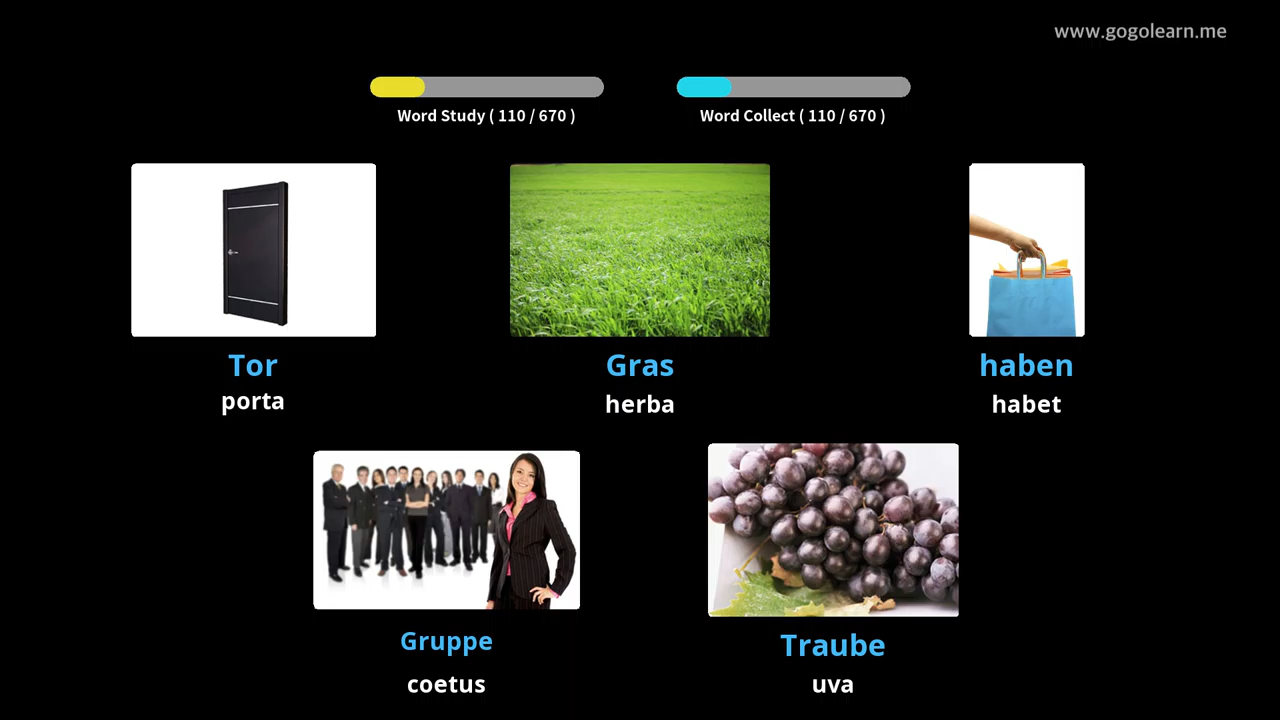 www.gogolearn.me
Word Study ( 110 / 670 )
Word Collect ( 110 / 670 )
Tor
porta
Gras
herba
haben
habet
Gruppe
coetus
Traube
uva